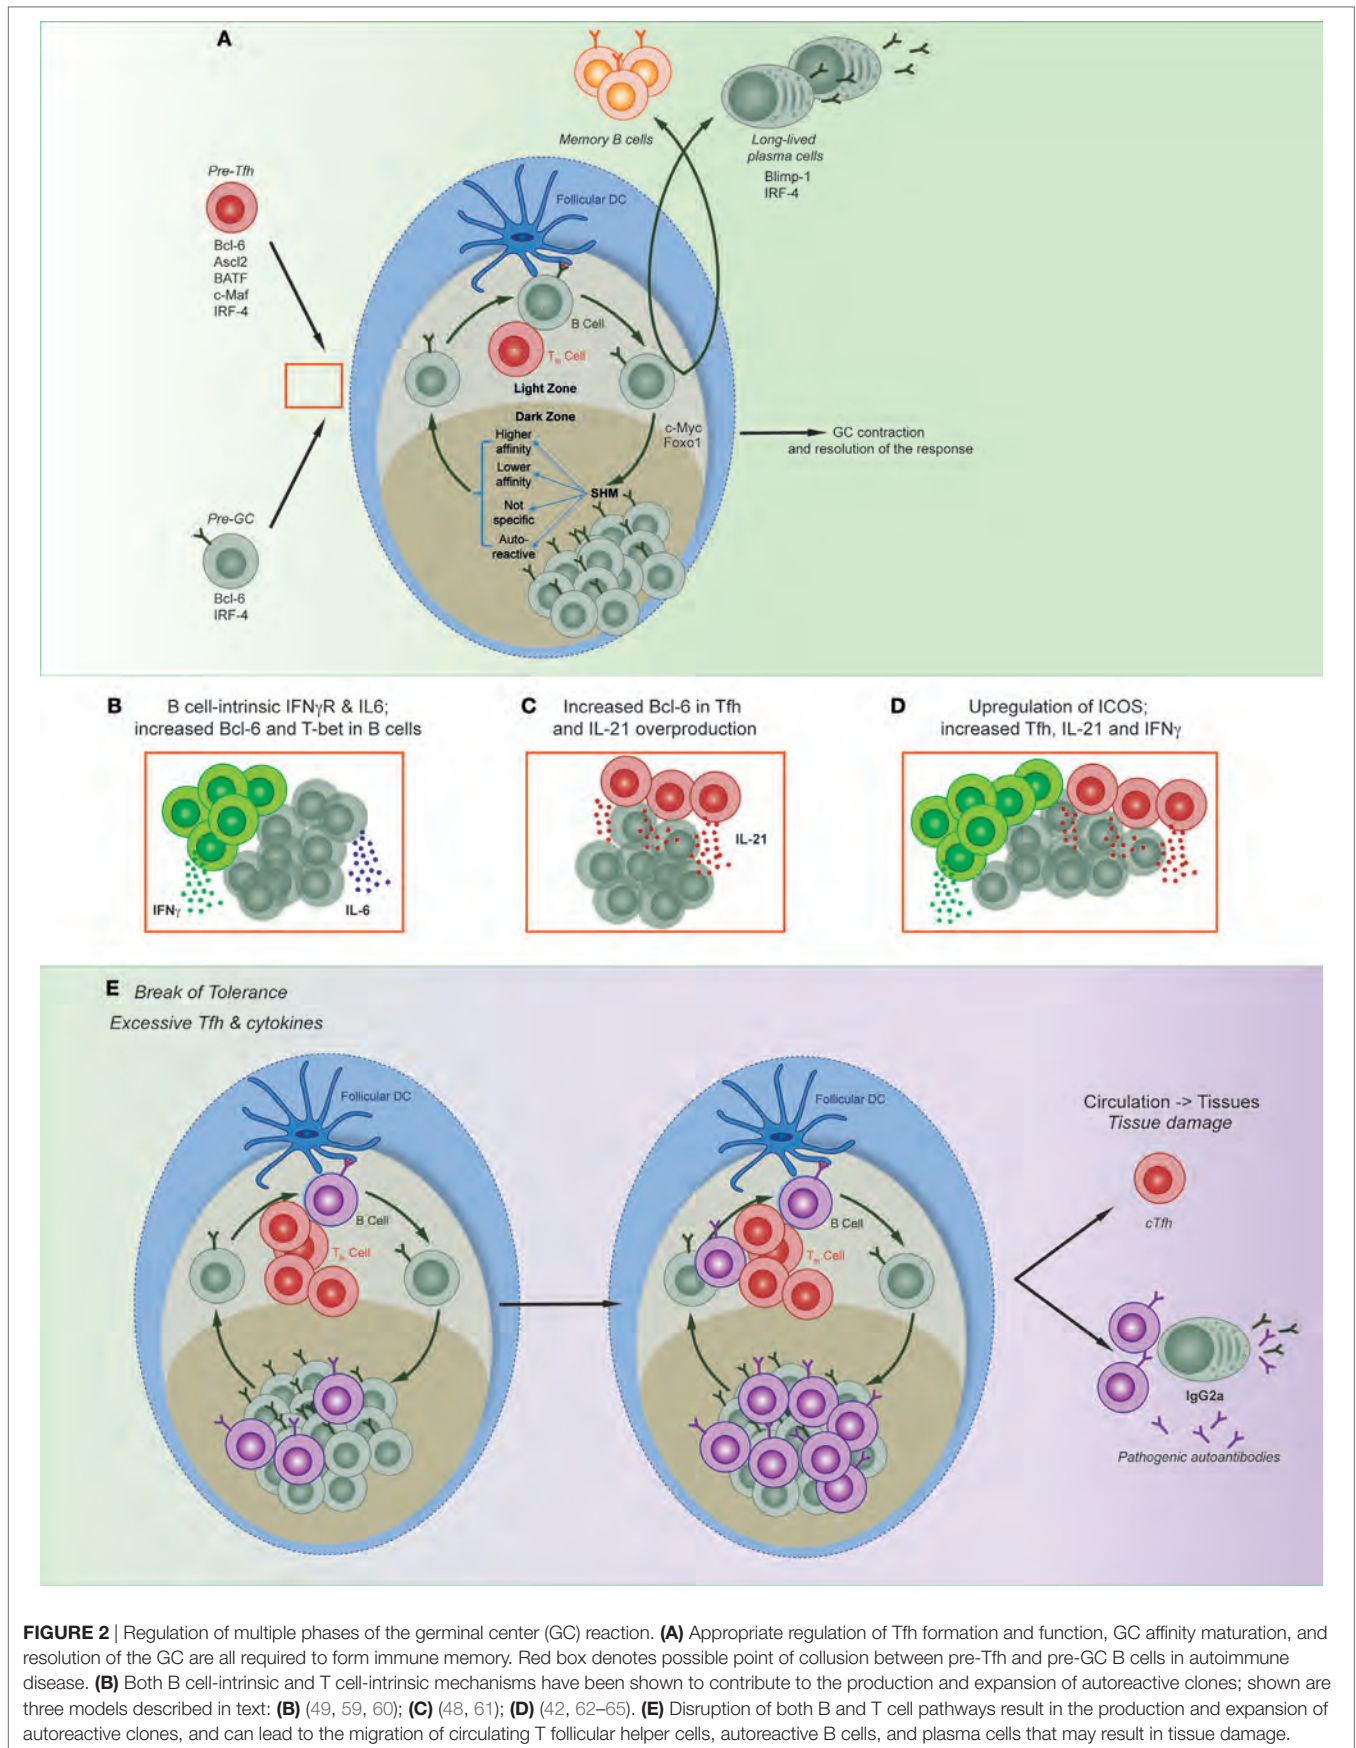 A
Memory B cells
Long-lived
plasma cells
Blimp-1
IRF-4
Pre-Tfh
Bcl-6
Ascl2
BATF
c-Maf
IRF-4
Follicular DC
B Cell
Tfh Cell
Light Zone
Dark Zone
Higher
affinity
Lower
affinity
Not
specific
Auto-
reactive
SHM
c-Myc
Foxo1
GC contraction
and resolution of the response
Pre-GC
Bcl-6
IRF-4
B
B cell-intrinsic IFNγR & IL6;
increased Bcl-6 and T-bet in B cells
IFNγ
IL-6
C
Increased Bcl-6 in Tfh
and IL-21 overproduction
IL-21
D
Upregulation of ICOS;
increased Tfh, IL-21 and IFNγ
E Break of Tolerance
Excessive Tfh & cytokines
Follicular DC
B Cell
Tfh Cell
Follicular DC
B Cell
Tfh Cell
Circulation -> Tissues
Tissue damage
cTfh
IgG2a
Pathogenic autoantibodies
FIGURE 2 | Regulation of multiple phases of the germinal center (GC) reaction. (A) Appropriate regulation of Tfh formation and function, GC affinity maturation, and
resolution of the GC are all required to form immune memory. Red box denotes possible point of collusion between pre-Tfh and pre-GC B cells in autoimmune
disease. (B) Both B cell-intrinsic and T cell-intrinsic mechanisms have been shown to contribute to the production and expansion of autoreactive clones; shown are
three models described in text: (B) (49, 59, 60); (C) (48, 61); (D) (42, 62–65). (E) Disruption of both B and T cell pathways result in the production and expansion of
autoreactive clones, and can lead to the migration of circulating T follicular helper cells, autoreactive B cells, and plasma cells that may result in tissue damage.